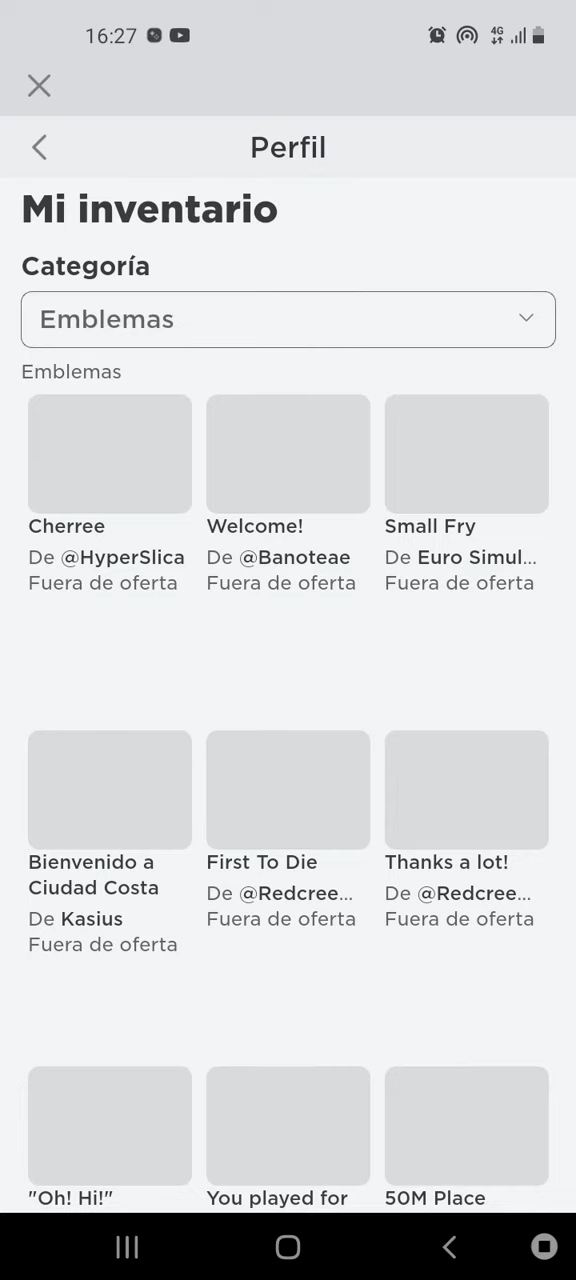 16:27
4G
Perfil
Mi inventario
Categoría
Emblemas
Emblemas
Cherree
De @HyperSlica
Fuera de oferta
Welcome!
De @Banoteae
Fuera de oferta
Small Fry
De Euro Simul...
Fuera de oferta
Bienvenido a
Ciudad Costa
De Kasius
Fuera de oferta
First To Die
De @Redcree...
Fuera de oferta
Thanks a lot!
De @Redcree...
Fuera de oferta
"Oh! Hi!"
You played for
50M Place